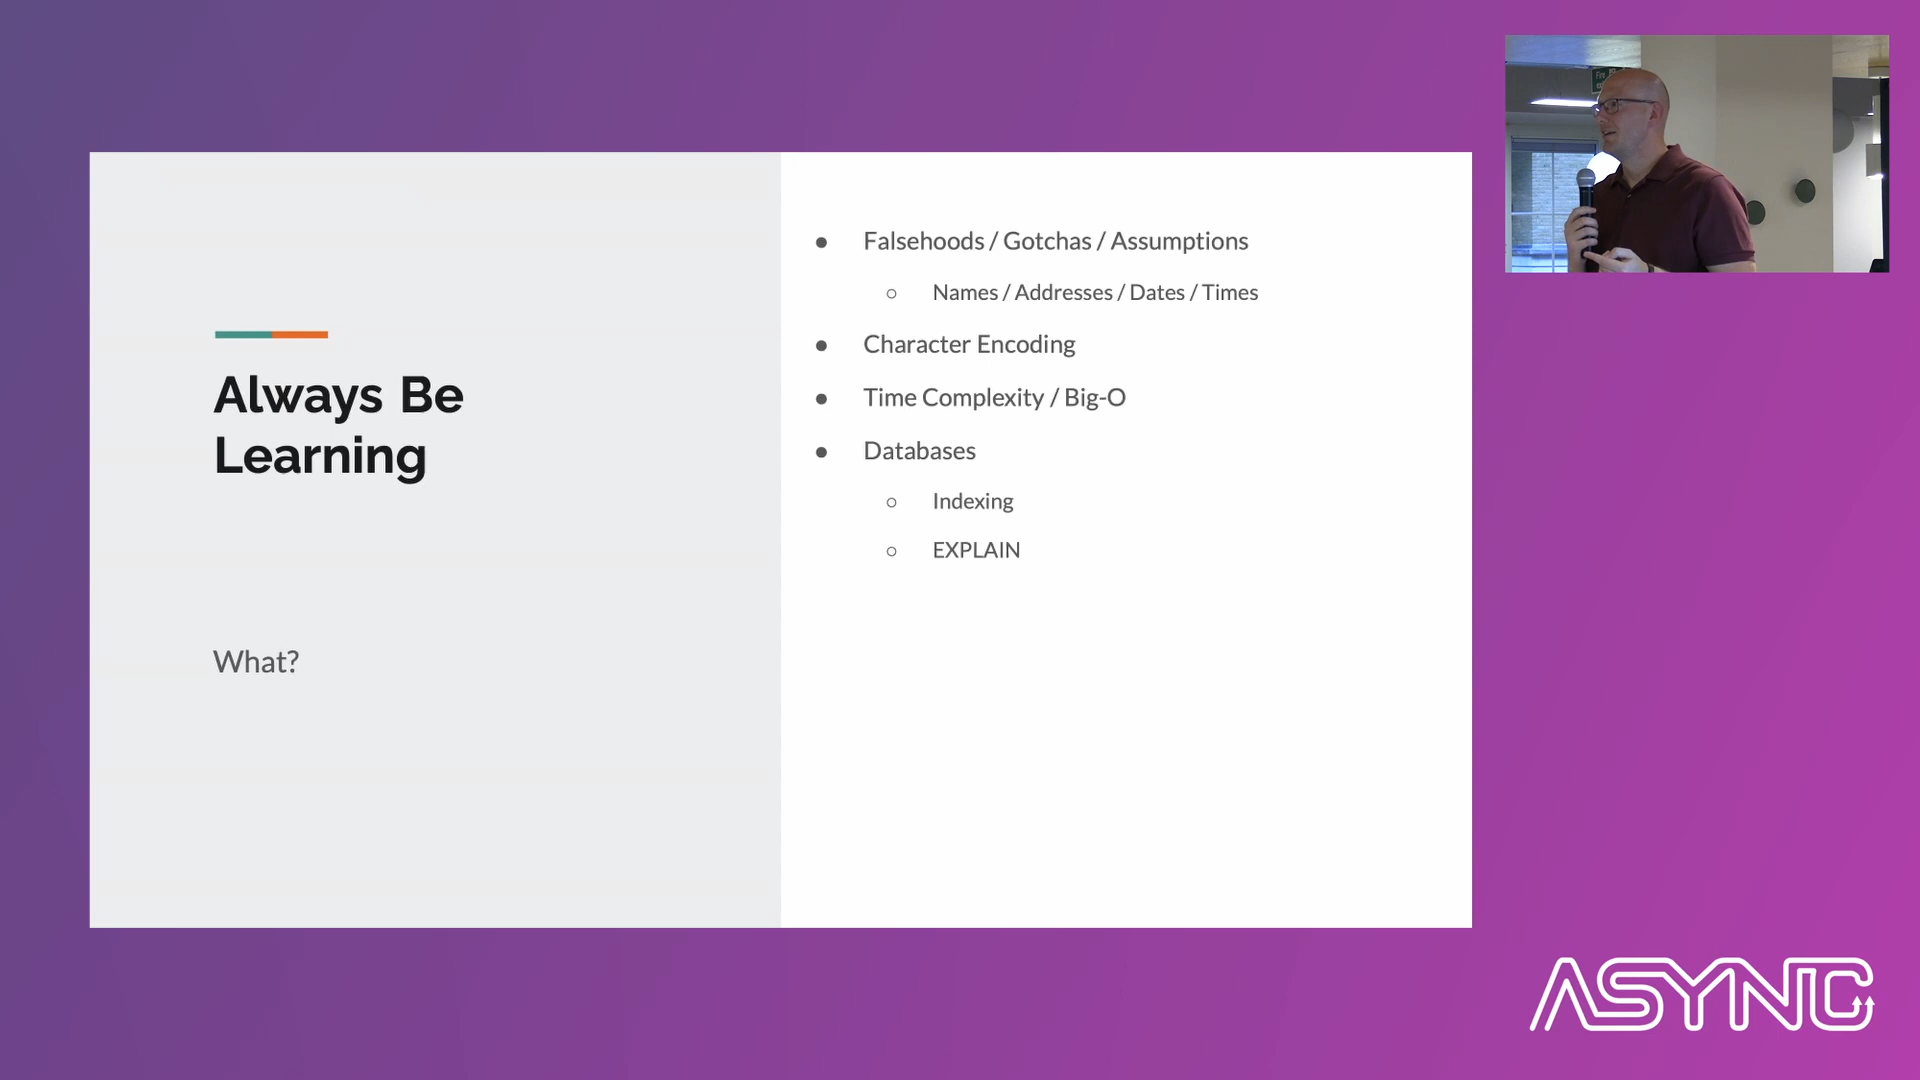 Always Be
Learning
What?
● Falsehoods / Gotchas / Assumptions
○ Names / Addresses / Dates / Times
● Character Encoding
● Time Complexity / Big-O
● Databases
○ Indexing
○ EXPLAIN
ASYNC